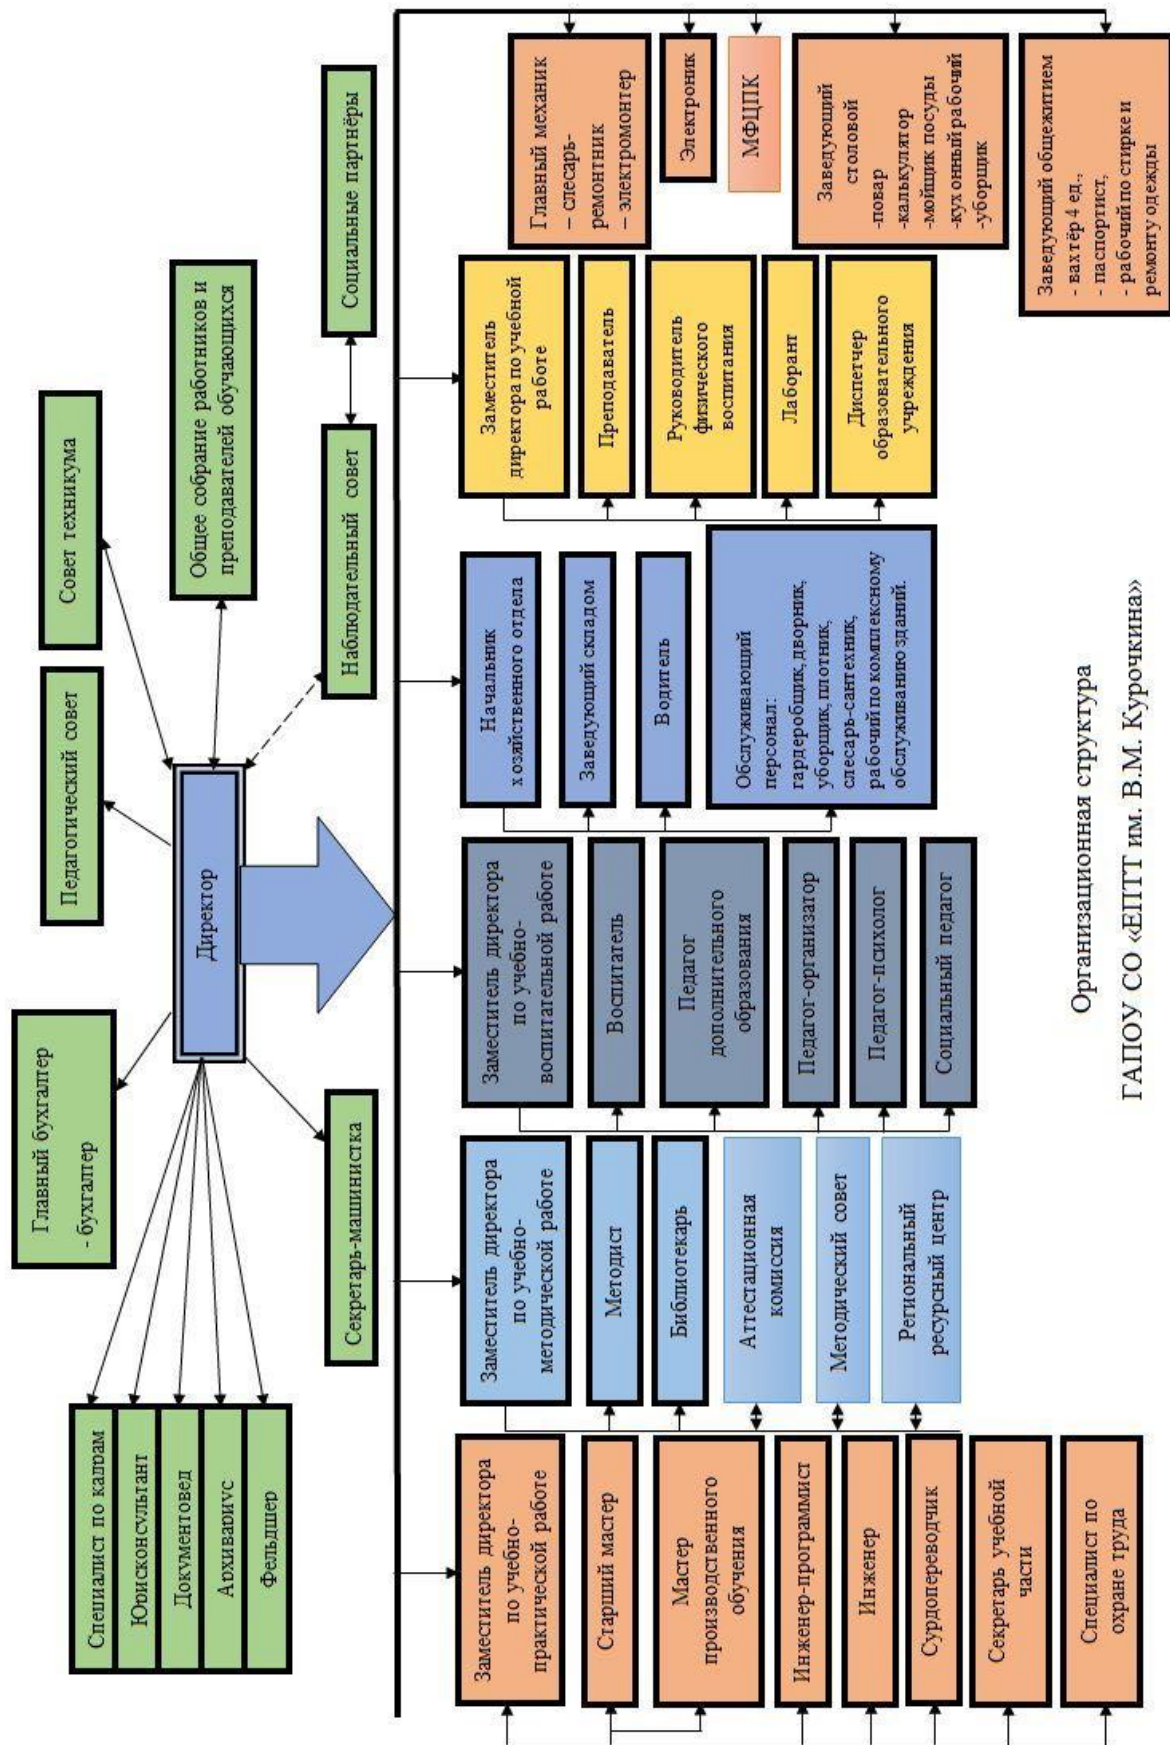 Главный бухгалтер
- бухгалтер
Педагогический совет
Совет техникума
Специалист по кадрам
Юрисконсультант
Документовед
Архивариус
Фельдшер
Директор
Общее собрание работников и
преподавателей обучающихся
Секретарь-машинистка
Наблюдательный совет
Социальные партнёры
Заместитель директора
по учебно-
практической работе
Старший мастер
Мастер
производственного
обучения
Инженер-программист
Инженер
Сурдопереводчик
Секретарь учебной
части
Специалист по
охране труда
Заместитель директора
по учебно-
методической работе
Методист
Библиотекарь
Аттестационная
комиссия
Методический совет
Региональный
ресурсный центр
Заместитель директора
по учебно-
воспитательной работе
Воспитатель
Педагог
дополнительного
образования
Педагог-организатор
Педагог-психолог
Социальный педагог
Начальник
хозяйственного отдела
Заведующий складом
Водитель
Обслуживающий
персонал:
гардеробщик, дворник,
уборщик, плотник,
слесарь-сантехник,
рабочий по комплексному
обслуживанию зданий.
Заместитель
директора по учебной
работе
Преподаватель
Руководитель
физического
воспитания
Лаборант
Диспетчер
образовательного
учреждения
Главный механик
– слесарь-
ремонтник
– электромонтер
Электроник
МФЦПК
Заведующий
столовой
-повар
-калькулятор
-мойщик посуды
-кухонный рабочий
-уборщик
Заведующий общежитием
- вахтёр 4 ед.,
- паспортист,
- рабочий по стирке и
ремонту одежды
Организационная структура
ГАПОУ СО «ЕПТТ им. В.М. Курочкина»